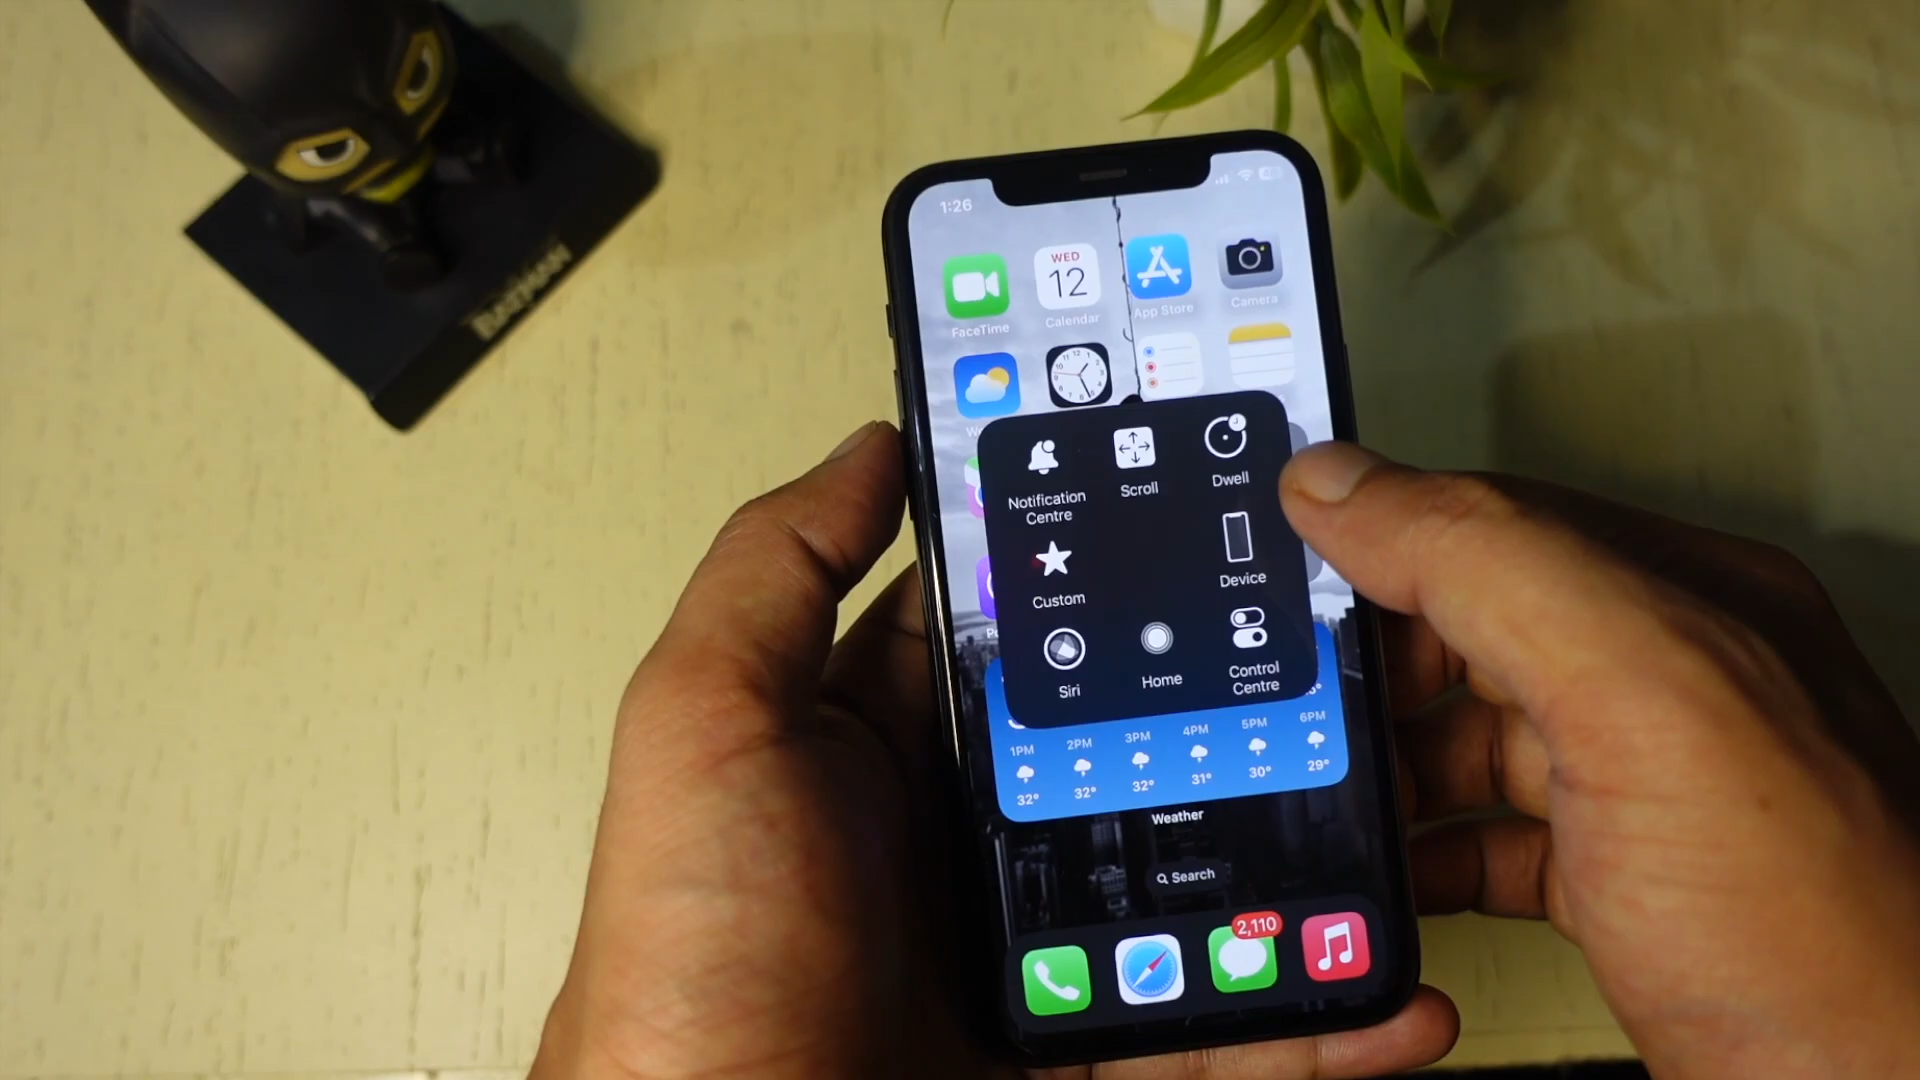 1:26
WED
12
FaceTime
Calendar
App Store
Camera
Notification
Centre
Scroll
Dwell
Custom
Device
Siri
Home
Control
Centre
1PM 2PM 3PM 4PM 5PM 6PM
32° 32° 32° 31° 30° 29°
Weather
Search
2,110
BATMAN